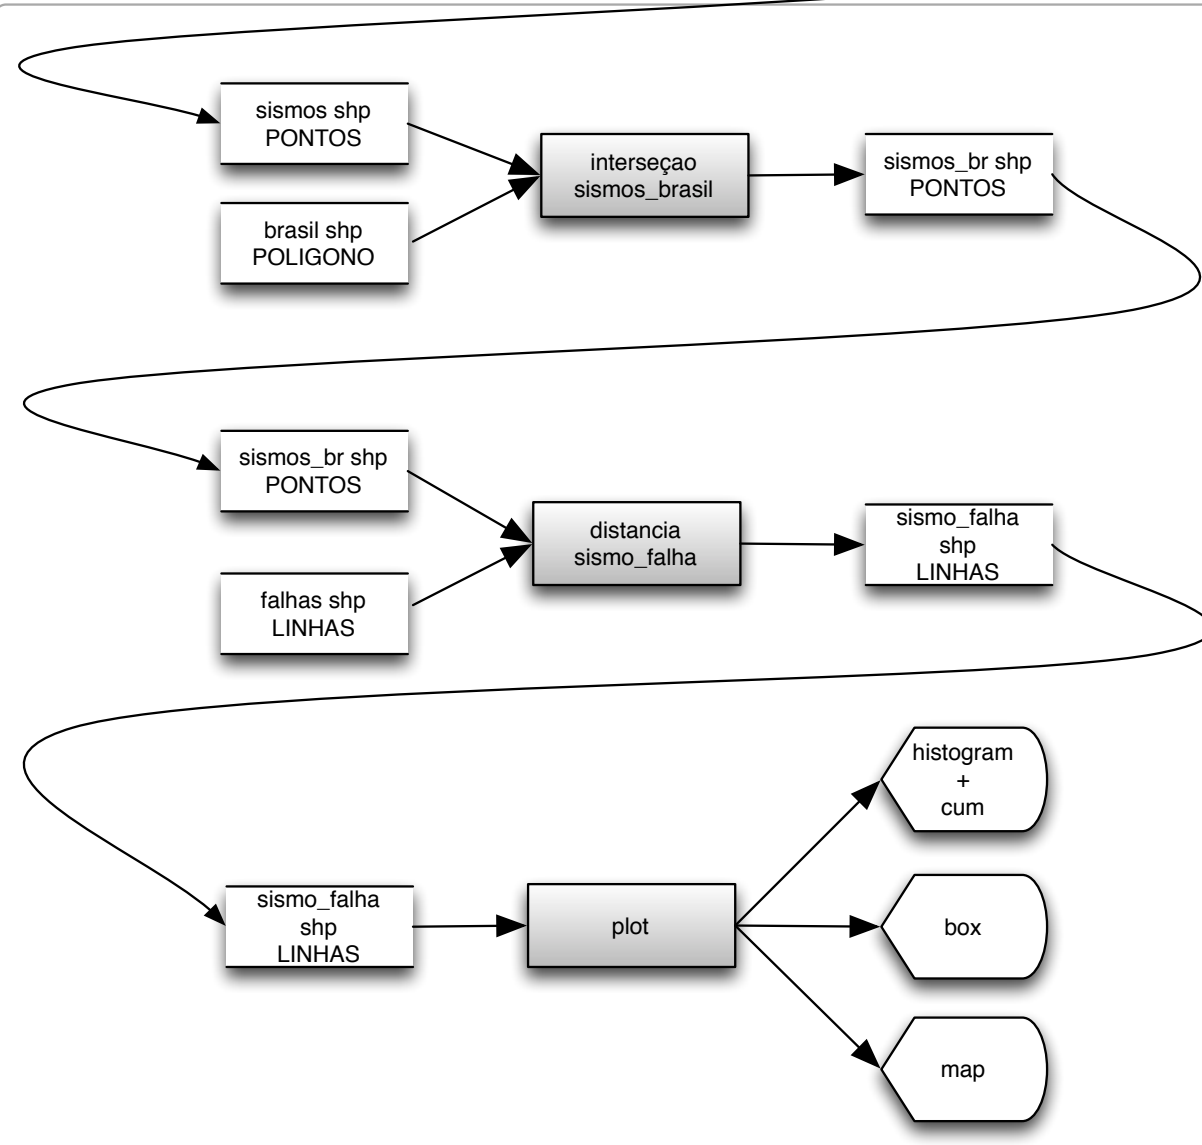 sismos shp
PONTOS
brasil shp
POLIGONO
interseçao
sismos_brasil
sismos_br shp
PONTOS
sismos_br shp
PONTOS
falhas shp
LINHAS
distáncia
sismo_falha
sismo_falha
shp
LINHAS
sismo_falha
shp
LINHAS
plot
histogram
+
cum
box
map